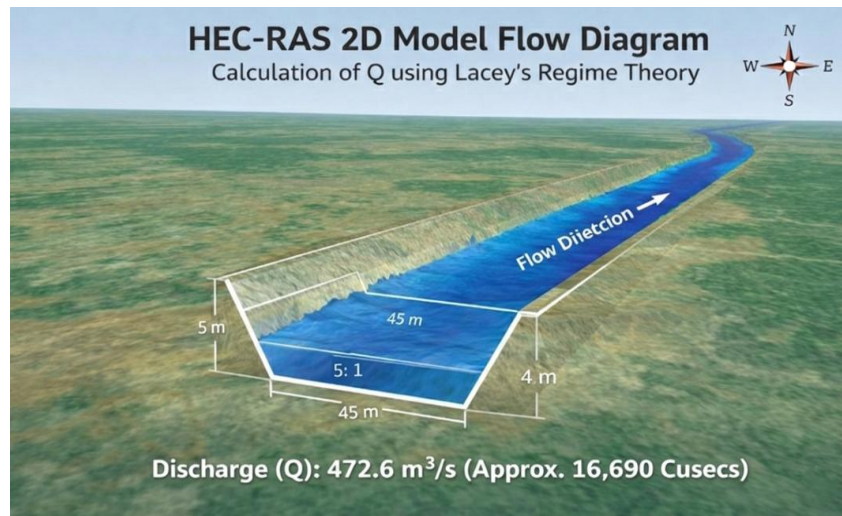 HEC-RAS 2D Model Flow Diagram
Calculation of Q using Lacey's Regime Theory
N
W
E
S
Flow Diietcion
5 m
45 m
5: 1
4 m
45 m
Discharge (Q): 472.6 m³/s (Approx. 16,690 Cusecs)